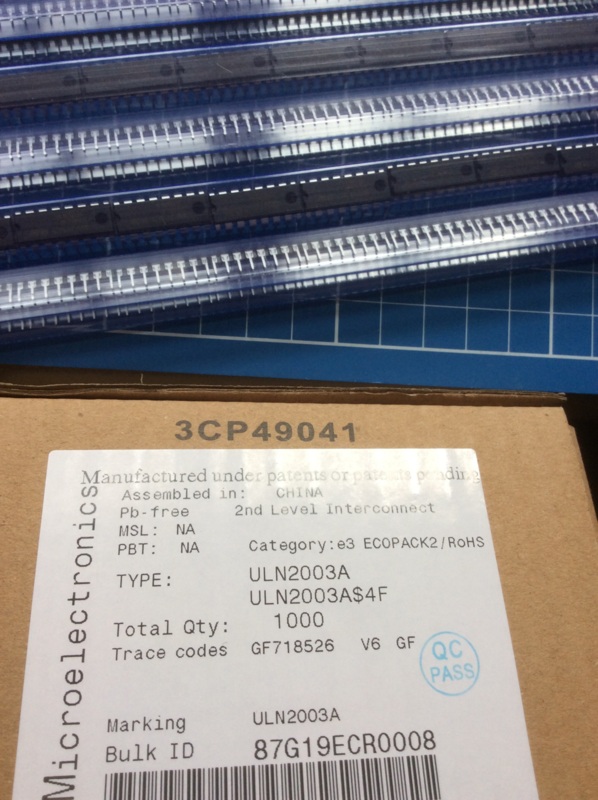 3CP49041
Manufactured under patents or patents pending
Assembled in: CHINA
Pb-free 2nd Level Interconnect
MSL: NA
PBT: NA Category:e3 ECOPACK2/RoHS
TYPE: ULN2003A
ULN2003A$4F
Total Qty: 1000
Trace codes GF718526 V6 GF
QC
PASS
Marking ULN2003A
Bulk ID 87G19ECR0008
Microelectronics